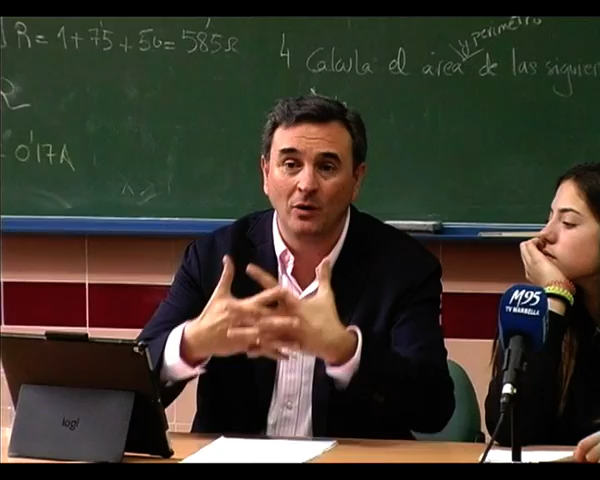 R = 1 + 7'5 + 50 = 58'5 Ω
4 Calcula el área y perímetro de las siguien
R
= 0'17A
M95
TV MARBELLA
logi